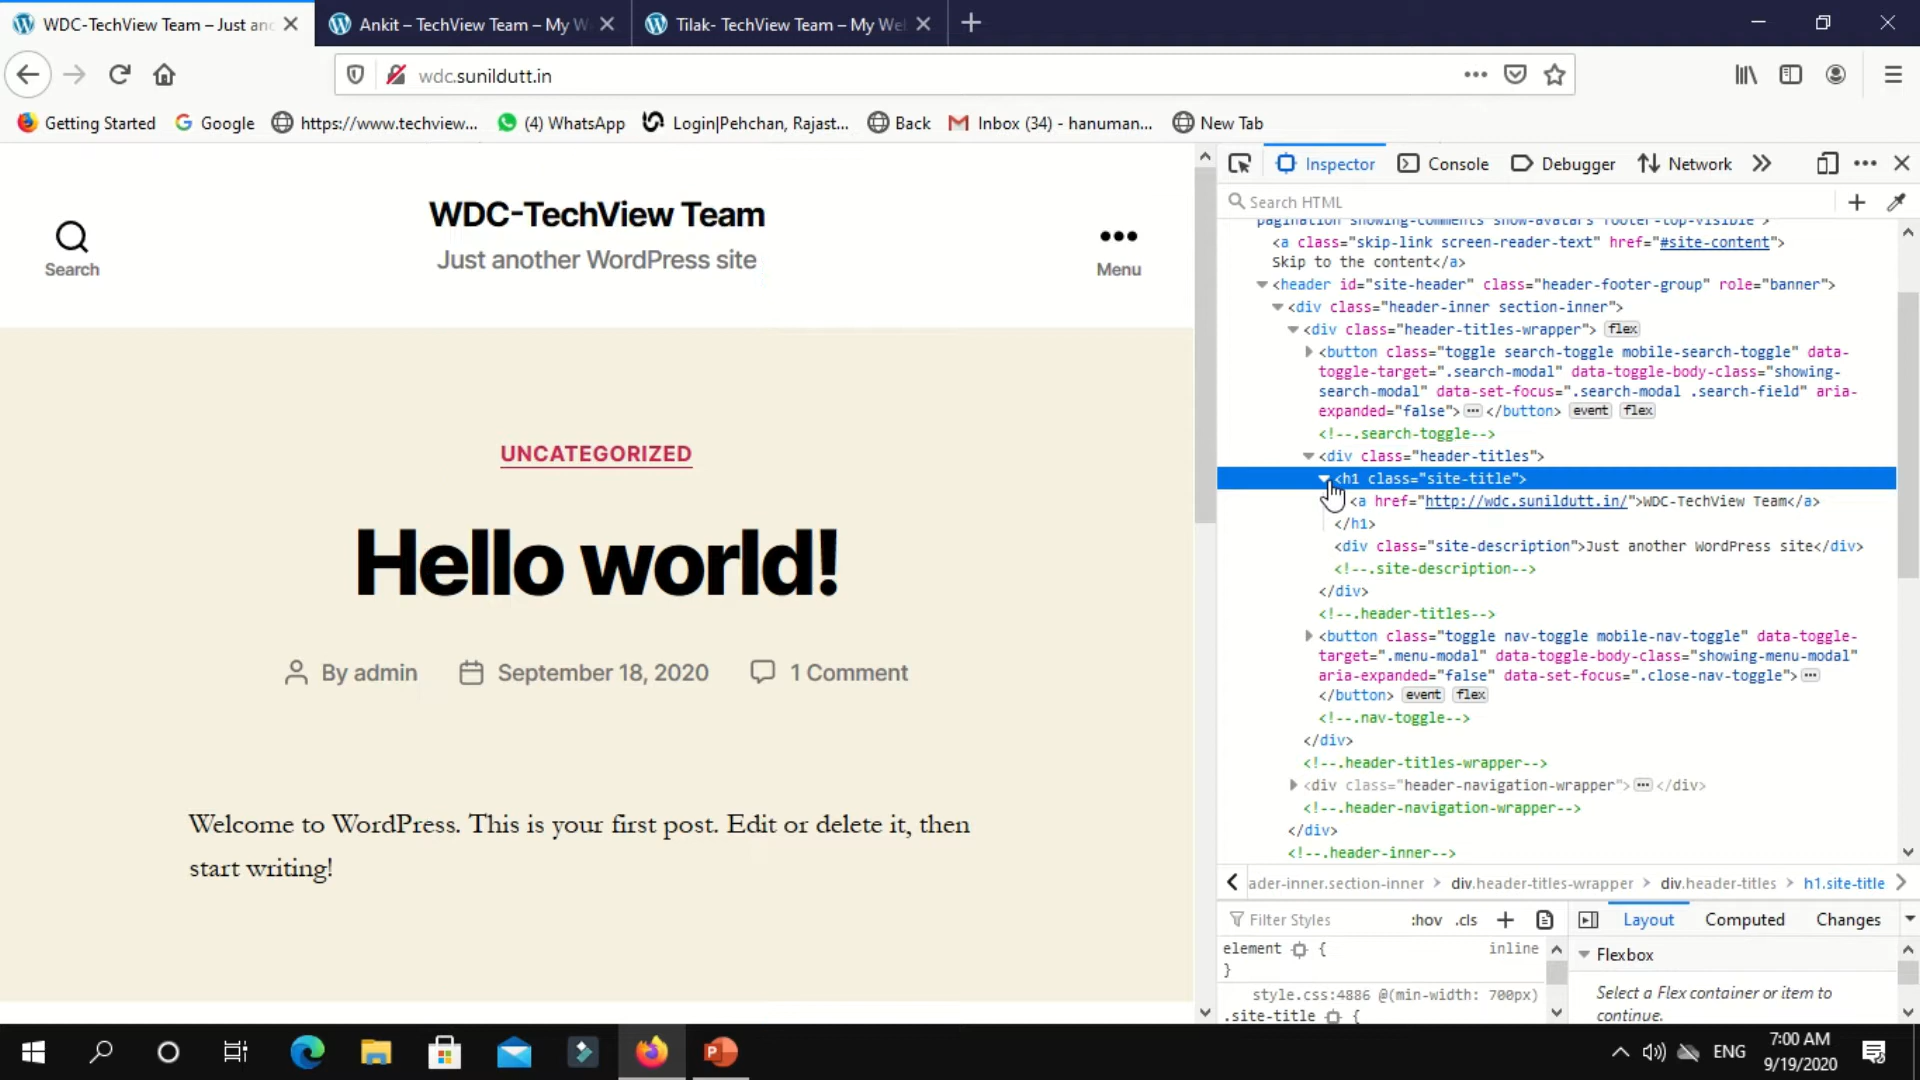 WDC-TechView Team – Just an
Ankit – TechView Team – My W
Tilak- TechView Team – My We
wdc.sunildutt.in
Getting Started
Google
https://www.techview...
(4) WhatsApp
Login|Pehchan, Rajast...
Back
Inbox (34) - hanuman...
New Tab
Search
WDC-TechView Team
Just another WordPress site
Menu
UNCATEGORIZED
Hello world!
By admin
September 18, 2020
1 Comment
Welcome to WordPress. This is your first post. Edit or delete it, then
start writing!
Inspector
Console
Debugger
Network
Search HTML
pagination showing-comments show-avatars footer-top-visible">
<a class="skip-link screen-reader-text" href="#site-content">
Skip to the content</a>
<header id="site-header" class="header-footer-group" role="banner">
<div class="header-inner section-inner">
<div class="header-titles-wrapper"> flex
<button class="toggle search-toggle mobile-search-toggle" data-
toggle-target=".search-modal" data-toggle-body-class="showing-
search-modal" data-set-focus=".search-modal .search-field" aria-
expanded="false"> ••• </button> event flex
<!--.search-toggle-->
<div class="header-titles">
<h1 class="site-title">
<a href="http://wdc.sunildutt.in/">WDC-TechView Team</a>
</h1>
<div class="site-description">Just another WordPress site</div>
<!--.site-description-->
</div>
<!--.header-titles-->
<button class="toggle nav-toggle mobile-nav-toggle" data-toggle-
target=".menu-modal" data-toggle-body-class="showing-menu-modal"
aria-expanded="false" data-set-focus=".close-nav-toggle"> •••
</button> event flex
<!--.nav-toggle-->
</div>
<!--.header-titles-wrapper-->
<div class="header-navigation-wrapper"> ••• </div>
<!--.header-navigation-wrapper-->
</div>
<!--.header-inner-->
ader-inner.section-inner > div.header-titles-wrapper > div.header-titles > h1.site-title
Filter Styles
:hov .cls +
Layout
Computed
Changes
element { inline
}
style.css:4886 @(min-width: 700px)
.site-title {
Flexbox
Select a Flex container or item to
continue.
ENG
7:00 AM
9/19/2020